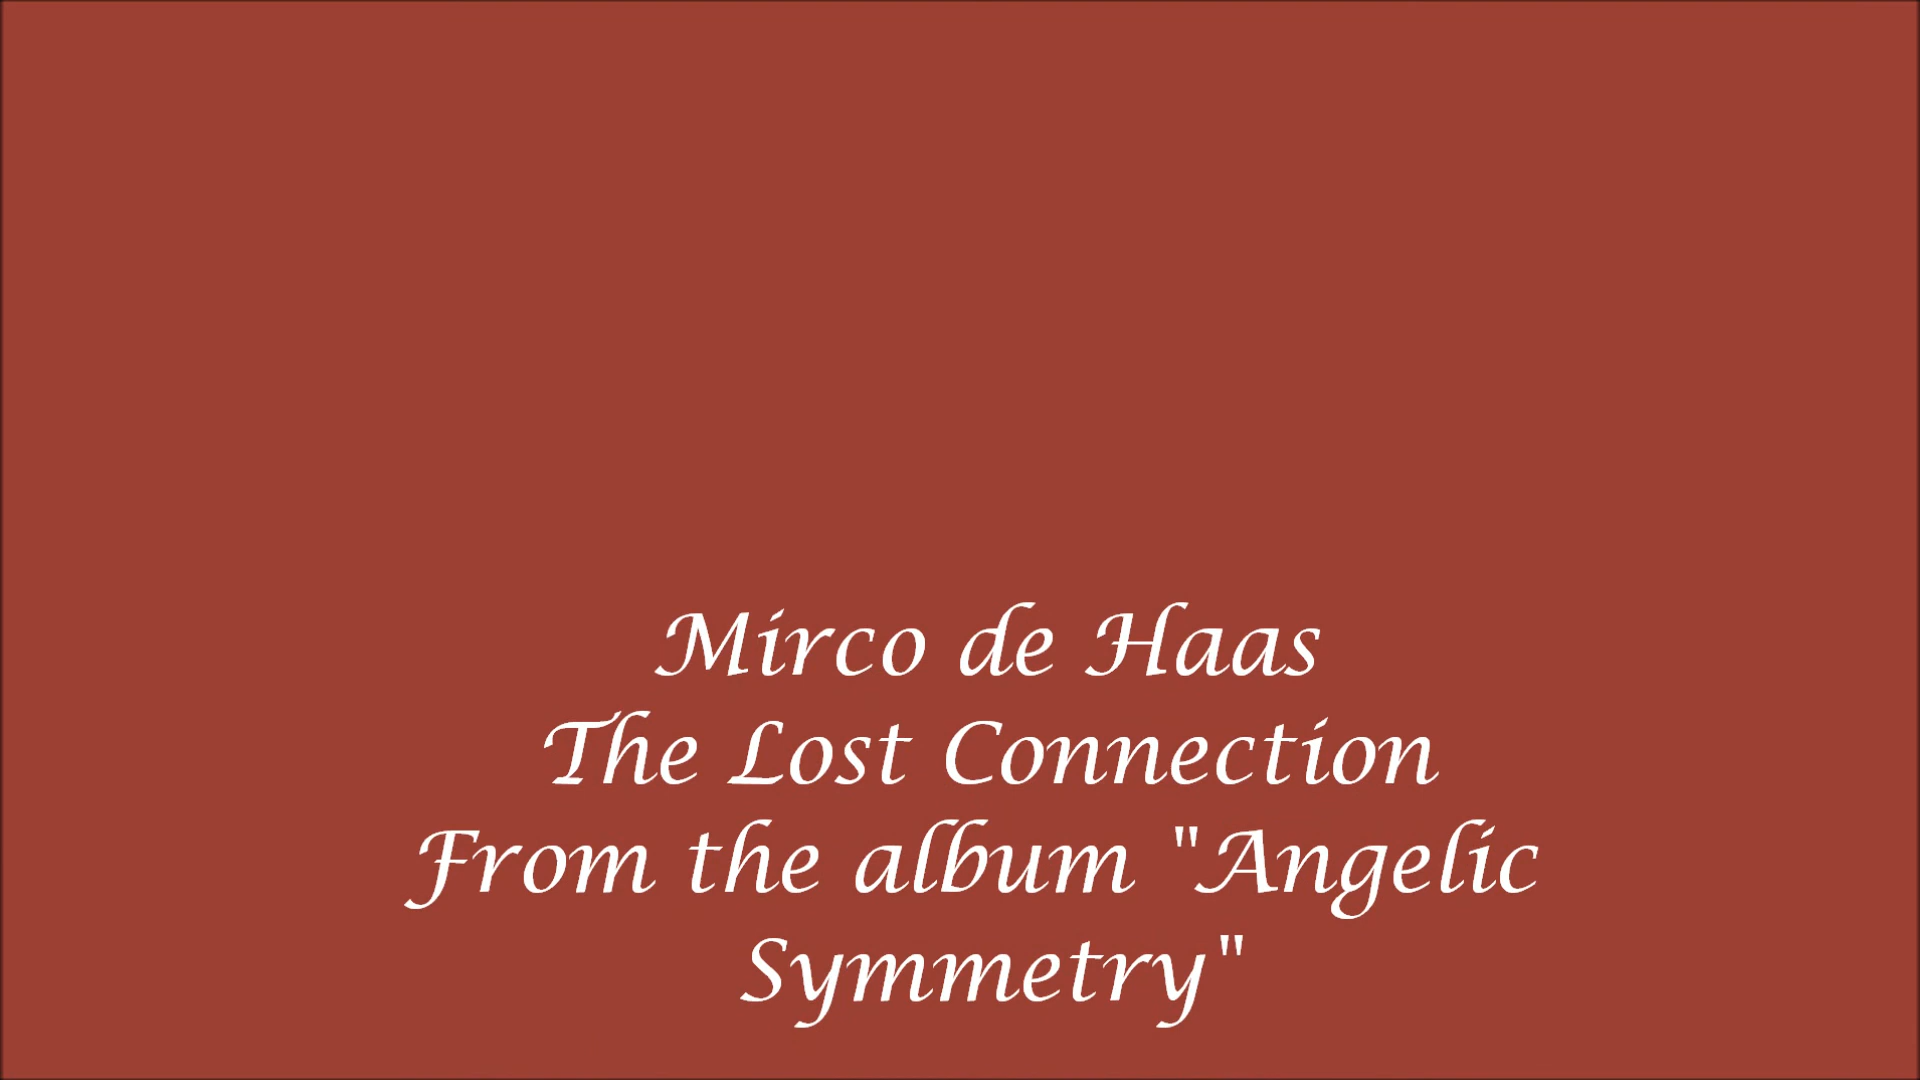 Mirco de Haas
The Lost Connection
From the album "Angelic
Symmetry"